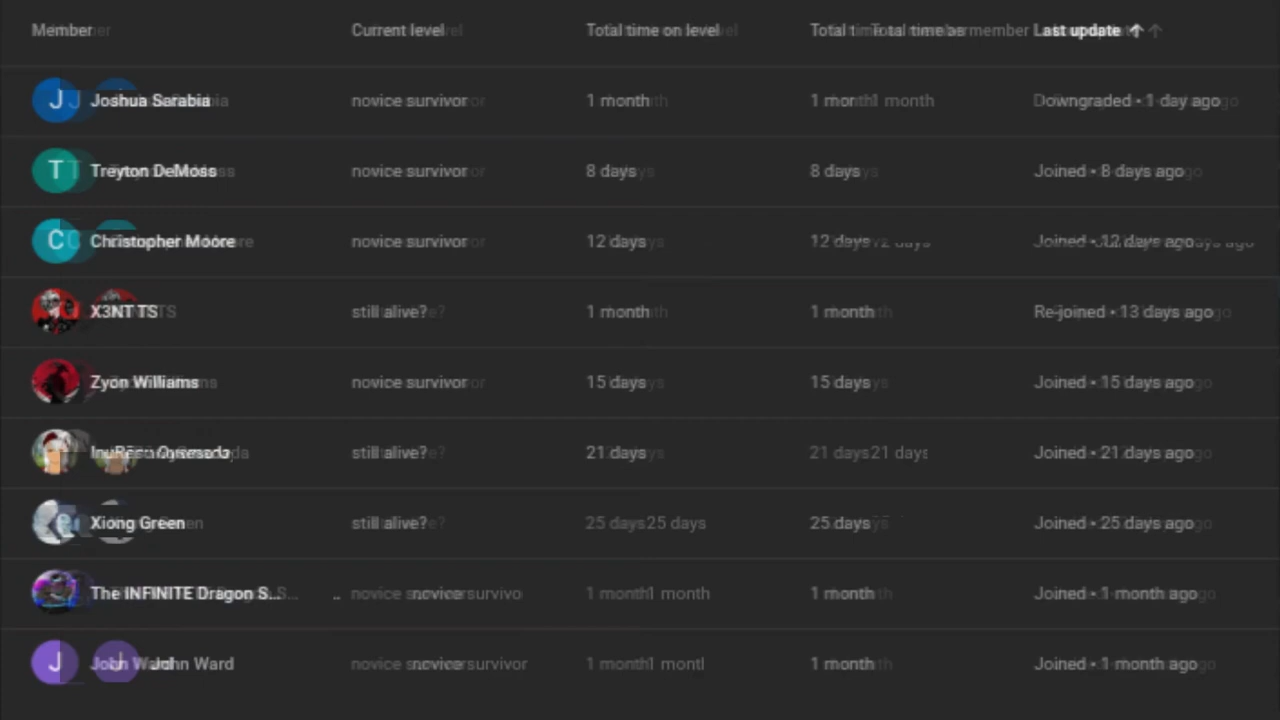 Member Current level Total time on level Total time as member Last update
J Joshua Sarabia novice survivor 1 month 1 month Downgraded • 1 day ago
T Treyton DeMoss novice survivor 8 days 8 days Joined • 8 days ago
C Christopher Moore novice survivor 12 days 12 days Joined • 12 days ago
X3NT TS still alive? 1 month 1 month Re-joined • 13 days ago
Zyon Williams novice survivor 15 days 15 days Joined • 15 days ago
still alive? 21 days 21 days Joined • 21 days ago
Xiong Green still alive? 25 days 25 days Joined • 25 days ago
The INFINITE Dragon S... novice survivor 1 month 1 month Joined • 1 month ago
J John Ward novice survivor 1 month 1 month Joined • 1 month ago